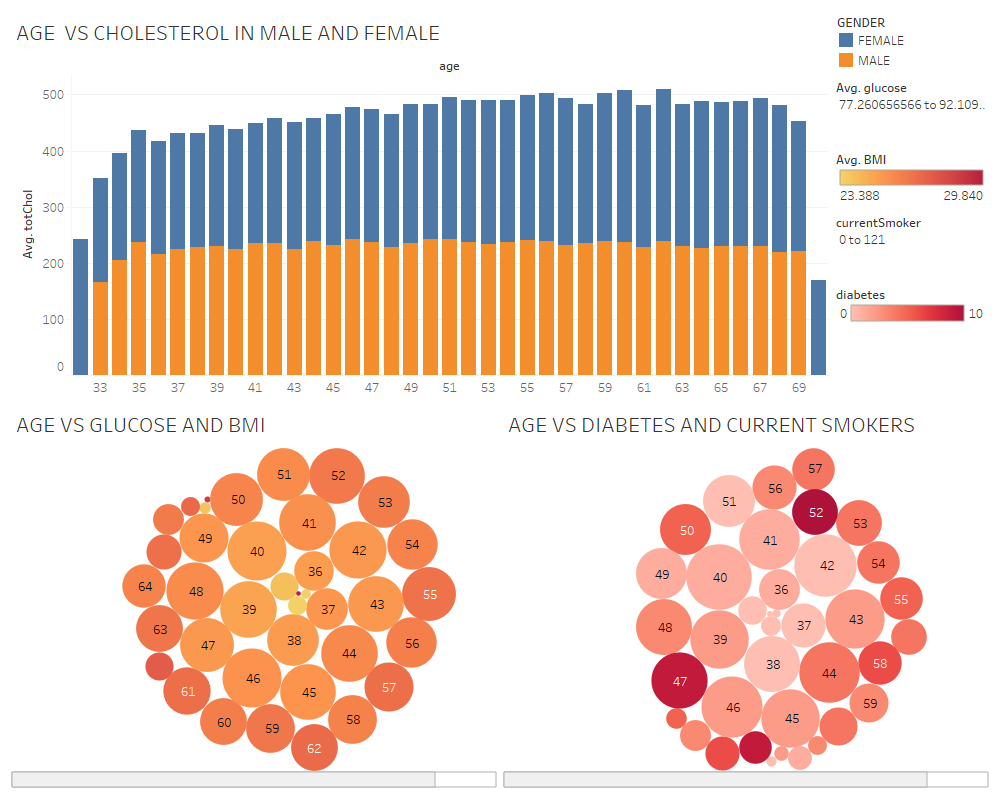 AGE  VS CHOLESTEROL IN MALE AND FEMALE
age
Avg. totChol
500
400
300
200
100
0
33 35 37 39 41 43 45 47 49 51 53 55 57 59 61 63 65 67 69
GENDER
FEMALE
MALE
Avg. glucose
77.260656566 to 92.109..
Avg. BMI
23.388 29.840
currentSmoker
0 to 121
diabetes
0 10
AGE VS GLUCOSE AND BMI
51 52
50 53
41
49 54
40 42
36
64 48 55
39 37 43
63 38 56
47 44
46
61 45 57
60 59 58
62
AGE VS DIABETES AND CURRENT SMOKERS
57
56
51 52
50 53
41
42 54
49 40
36 55
48 37 43
39
38 58
47 44
46 59
45